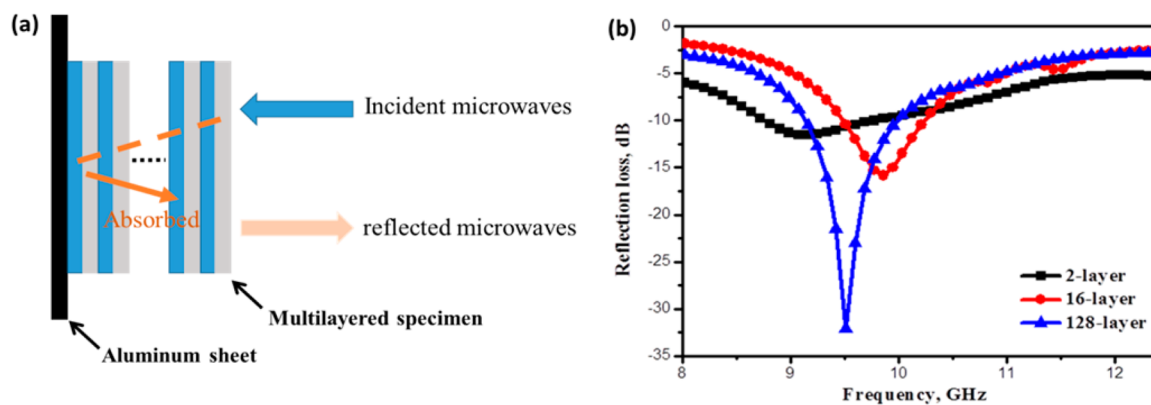 (a)
Incident microwaves
Absorbed
reflected microwaves
Multilayered specimen
Aluminum sheet
(b)
Reflection loss, dB
0
-5
-10
-15
-20
-25
-30
-35
2-layer
16-layer
128-layer
8
9
10
11
12
Frequency, GHz